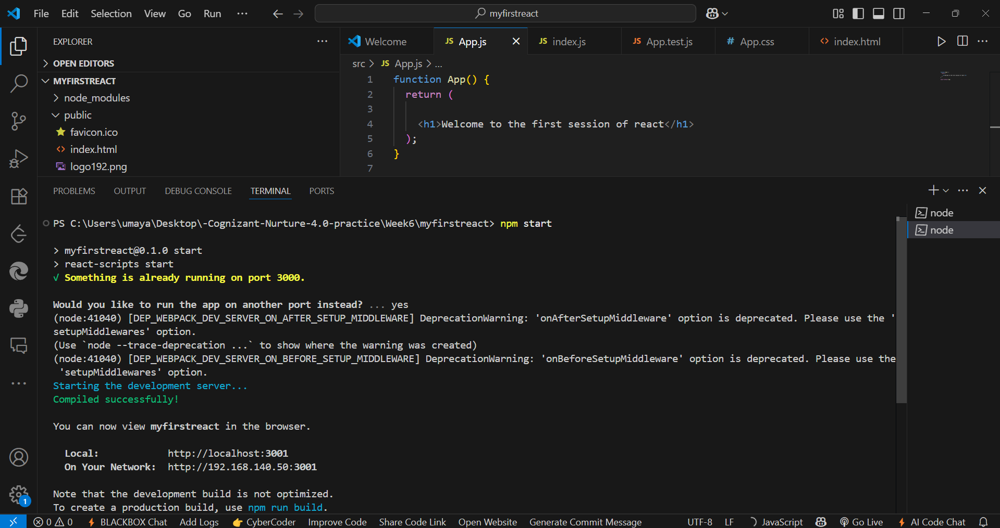 File Edit Selection View Go Run ... myfirstreact
EXPLORER ...
OPEN EDITORS
MYFIRSTREACT
node_modules
public
favicon.ico
<> index.html
logo192.png
Welcome JS App.js JS index.js JS App.test.js # App.css <> index.html ...
src > JS App.js > ...
1 function App() {
2 return (
3
4 <h1>Welcome to the first session of react</h1>
5 );
6 }
7
PROBLEMS OUTPUT DEBUG CONSOLE TERMINAL PORTS ...
node
node
PS C:\Users\umaya\Desktop\-Cognizant-Nurture-4.0-practice\Week6\myfirstreact> npm start
> myfirstreact@0.1.0 start
> react-scripts start
√ Something is already running on port 3000.
Would you like to run the app on another port instead? ... yes
(node:41040) [DEP_WEBPACK_DEV_SERVER_ON_AFTER_SETUP_MIDDLEWARE] DeprecationWarning: 'onAfterSetupMiddleware' option is deprecated. Please use the '
setupMiddlewares' option.
(Use `node --trace-deprecation ...` to show where the warning was created)
(node:41040) [DEP_WEBPACK_DEV_SERVER_ON_BEFORE_SETUP_MIDDLEWARE] DeprecationWarning: 'onBeforeSetupMiddleware' option is deprecated. Please use the
'setupMiddlewares' option.
Starting the development server...
Compiled successfully!
You can now view myfirstreact in the browser.
Local: http://localhost:3001
On Your Network: http://192.168.140.50:3001
Note that the development build is not optimized.
To create a production build, use npm run build.
1
0 0 BLACKBOX Chat Add Logs 👉 CyberCoder Improve Code Share Code Link Open Website Generate Commit Message UTF-8 LF JavaScript Go Live AI Code Chat